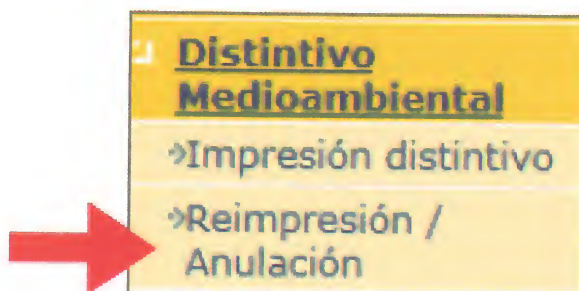 Distintivo
Medioambiental
Impresión distintivo
Reimpresión /
Anulación